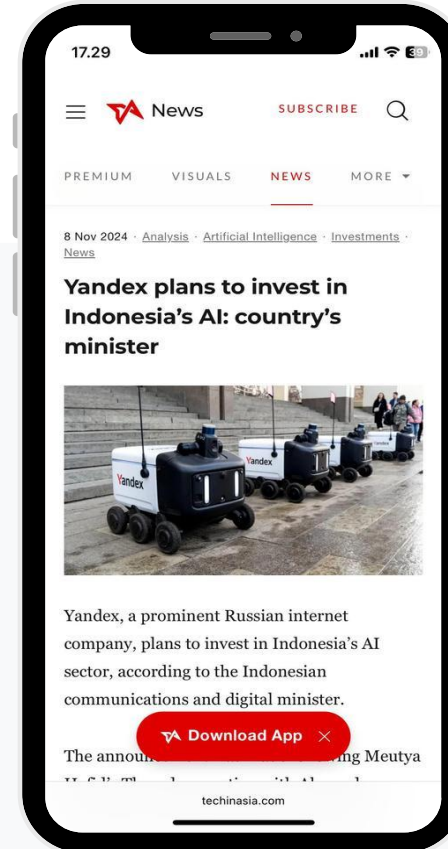 17.29
39
News
SUBSCRIBE
PREMIUM VISUALS NEWS MORE
8 Nov 2024 · Analysis · Artificial Intelligence · Investments ·
News
Yandex plans to invest in
Indonesia’s AI: country’s
minister
Yandex
Yandex
Yandex, a prominent Russian internet
company, plans to invest in Indonesia’s AI
sector, according to the Indonesian
communications and digital minister.
Download App
The announ ing Meutya
techinasia.com